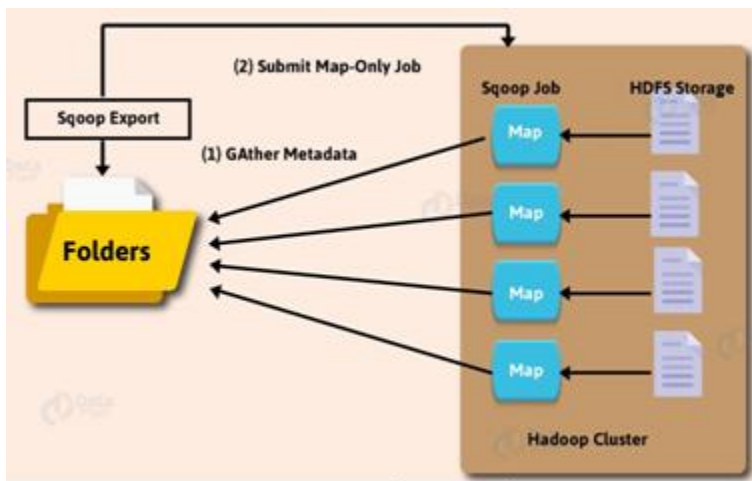 (2) Submit Map-Only Job
Sqoop Job
HDFS Storage
Sqoop Export
Map
(1) GAther Metadata
Folders
Map
Map
Map
Hadoop Cluster